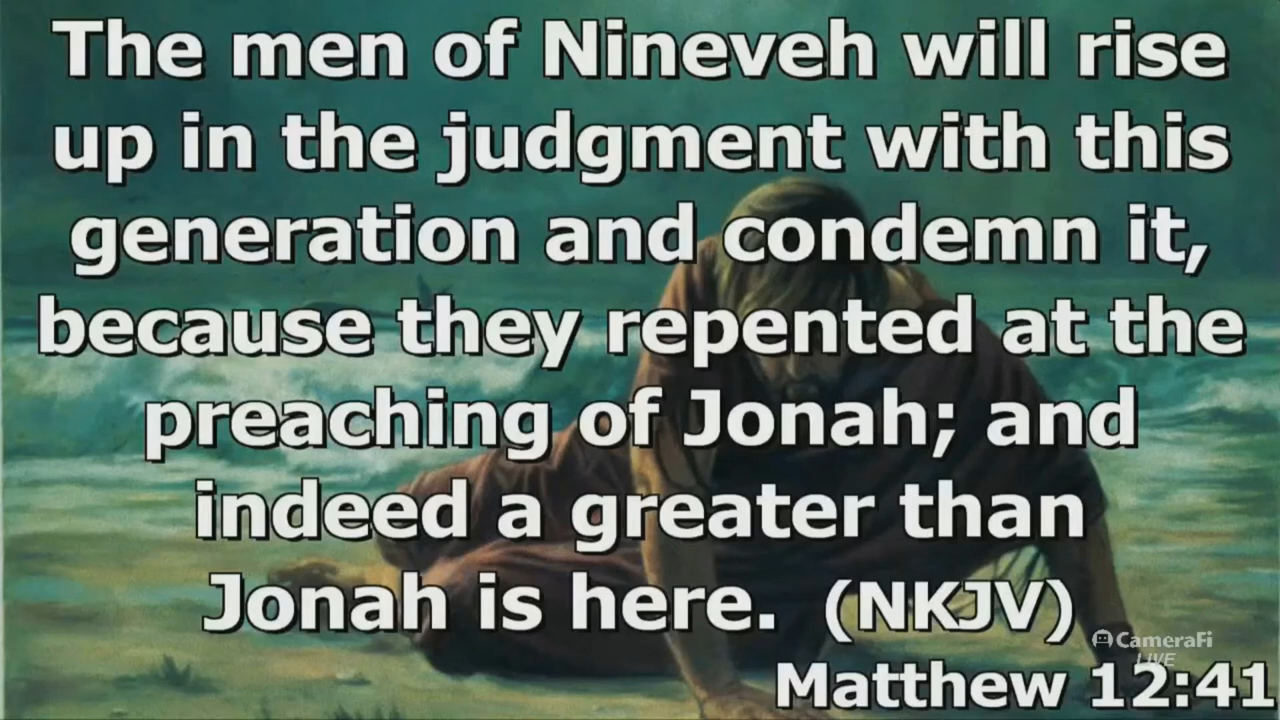 The men of Nineveh will rise
up in the judgment with this
generation and condemn it,
because they repented at the
preaching of Jonah; and
indeed a greater than
Jonah is here. (NKJV)
CameraFi
LIVE
Matthew 12:41